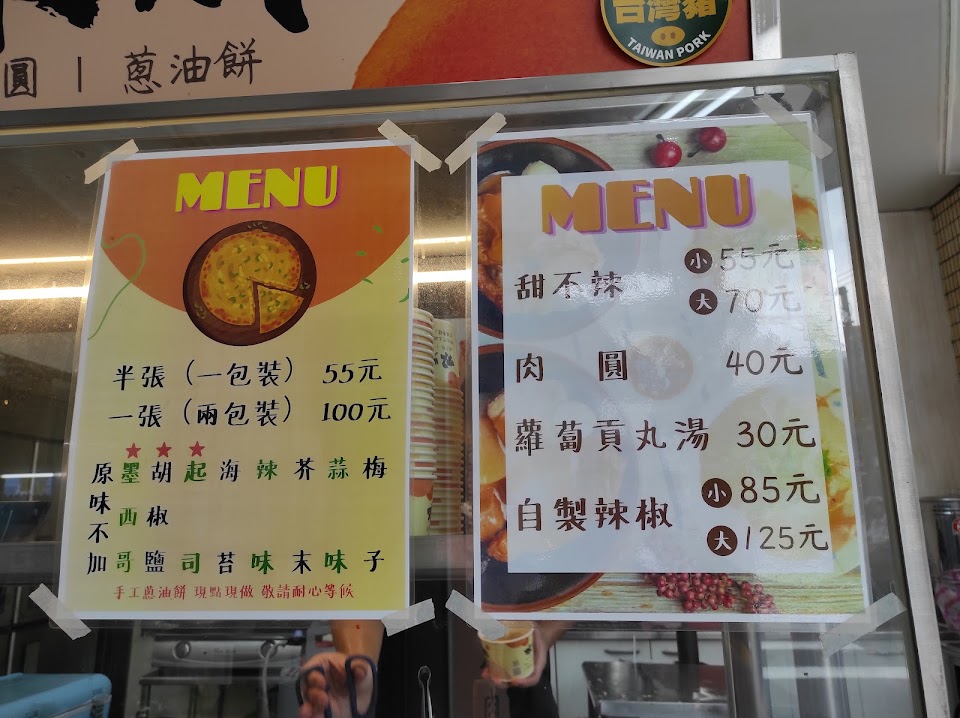 圓 | 蔥油餅
台灣豬
TAIWAN PORK
MENU
半張（一包裝） 55元
一張（兩包裝） 100元
原味不加
墨西哥
胡椒鹽
起司
海苔
辣味
芥末
蒜味
梅子
手工蔥油餅 現點現做 敬請耐心等候
MENU
甜不辣 小 55元
大 70元
肉圓 40元
蘿蔔貢丸湯 30元
自製辣椒 小 85元
大 125元